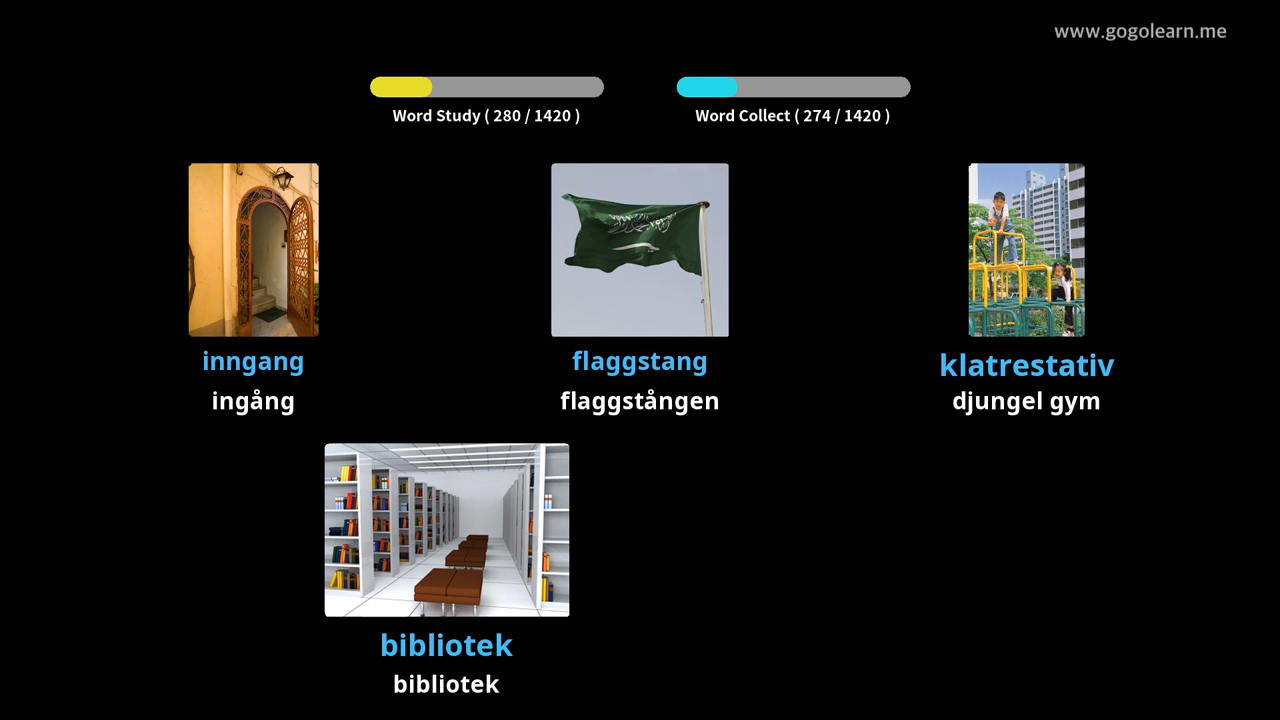 www.gogolearn.me
Word Study ( 280 / 1420 )
Word Collect ( 274 / 1420 )
inngang
ingång
flaggstang
flaggstången
klatrestativ
djungel gym
bibliotek
bibliotek